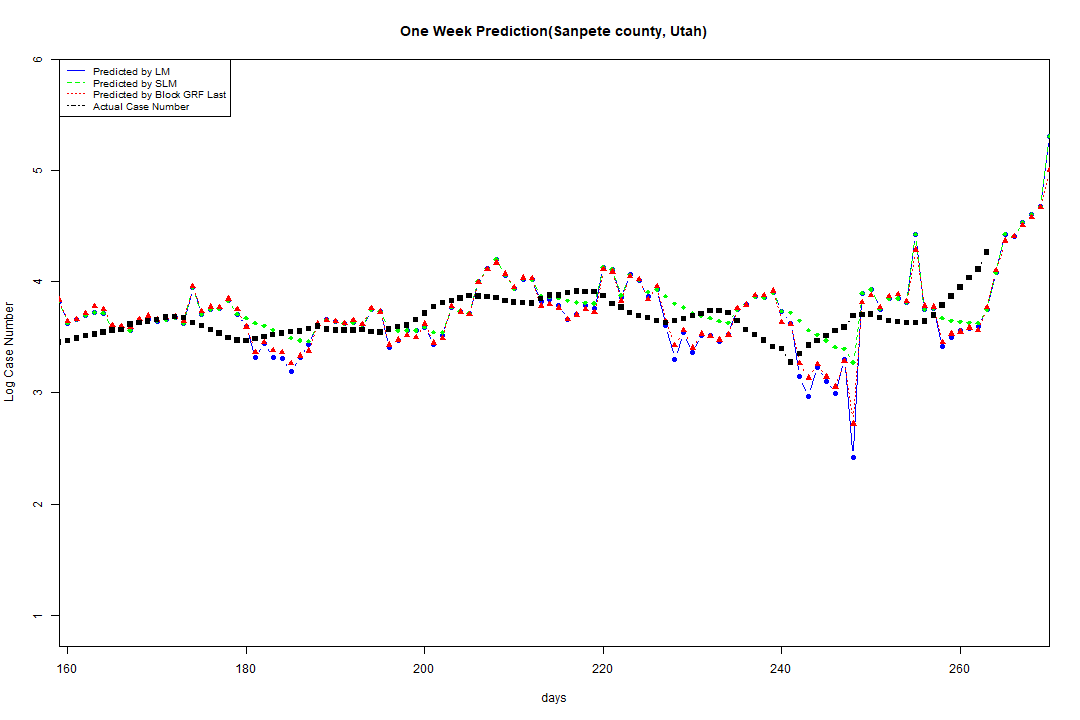 One Week Prediction(Sanpete county, Utah)
Predicted by LM
Predicted by SLM
Predicted by Block GRF Last
Actual Case Number
6
5
4
3
2
1
Log Case Number
160
180
200
220
240
260
days